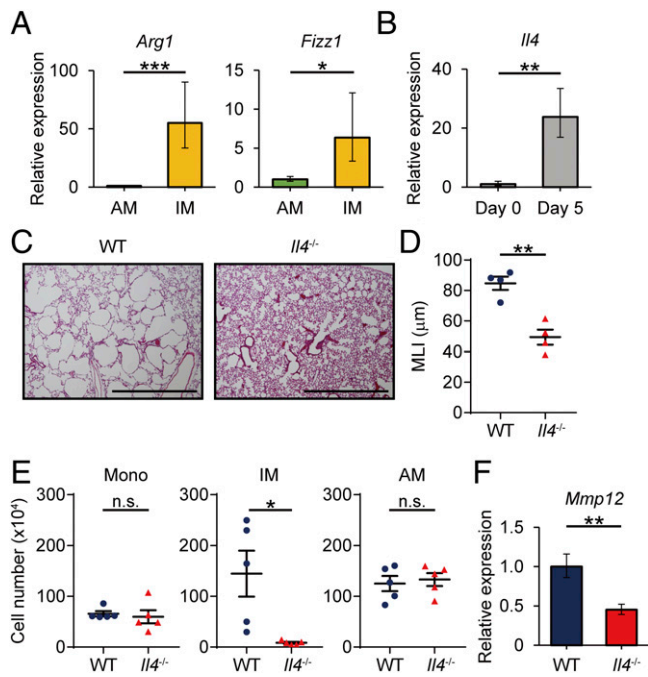 A
Arg1
***
Relative expression
100
50
0
AM
IM
Fizz1
*
15
10
5
0
AM
IM
B
Il4
**
Relative expression
40
20
0
Day 0
Day 5
C
WT
Il4-/-
D
**
MLI (μm)
100
80
60
40
20
0
WT
Il4-/-
E
Mono
n.s.
Cell number (x10⁴)
300
200
100
0
WT
Il4-/-
IM
*
300
200
100
0
WT
Il4-/-
AM
n.s.
300
200
100
0
WT
Il4-/-
F
Mmp12
**
Relative expression
1.5
1.0
0.5
0
WT
Il4-/-